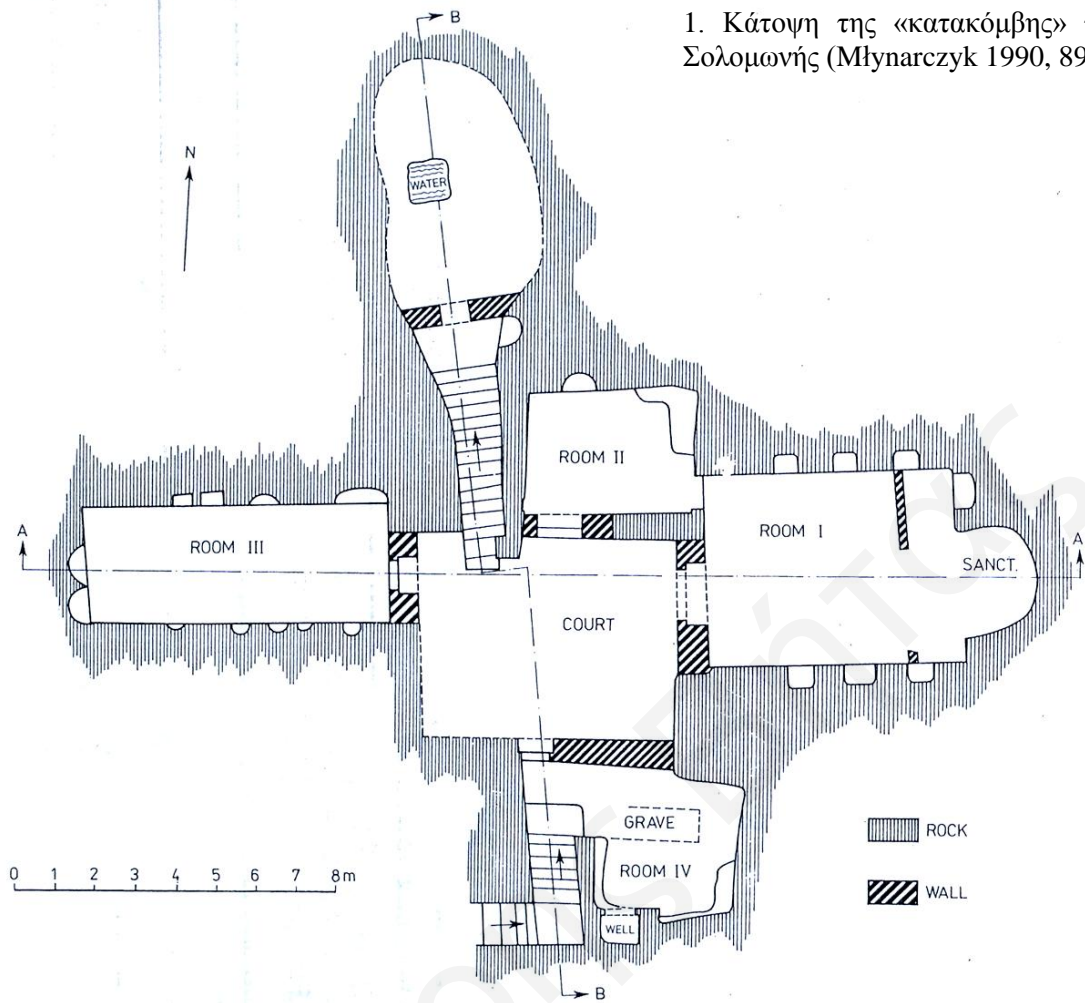 1. Κάτοψη της «κατακόμβης»
Σολομωνής (Młynarczyk 1990, 89
B
N
WATER
ROOM II
ROOM III
ROOM I
A
A
SANCT.
COURT
GRAVE
ROCK
ROOM IV
0 1 2 3 4 5 6 7 8 m
WALL
WELL
B